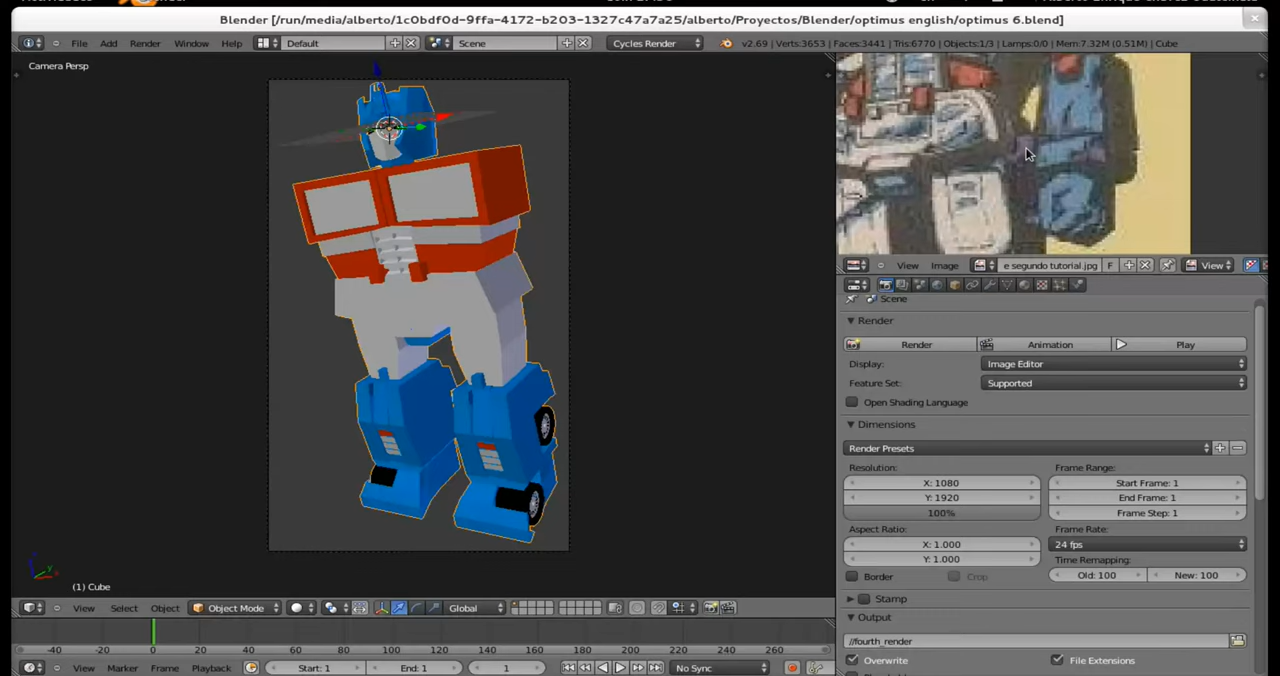 Blender [/run/media/alberto/1c0bdf0d-9ffa-4172-b203-1327c47a7a25/alberto/Proyectos/Blender/optimus english/optimus 6.blend]
File Add Render Window Help Default Scene Cycles Render v2.69 | Verts:3653 | Faces:3441 | Tris:6770 | Objects:1/3 | Lamps:0/0 | Mem:7.32M (0.51M) | Cube
Camera Persp
View Image e segundo tutorial.jpg F View
Scene
Render
Render Animation Play
Display: Image Editor
Feature Set: Supported
Open Shading Language
Dimensions
Render Presets
Resolution: Frame Range:
X: 1080 Start Frame: 1
Y: 1920 End Frame: 1
100% Frame Step: 1
Aspect Ratio: Frame Rate:
X: 1.000 24 fps
Y: 1.000 Time Remapping:
Border Crop Old: 100 New: 100
Stamp
Output
//fourth_render
Overwrite File Extensions
(1) Cube
View Select Object Object Mode Global
-40 -20 0 20 40 60 80 100 120 140 160 180 200 220 240 260
View Marker Frame Playback Start: 1 End: 1 1 No Sync